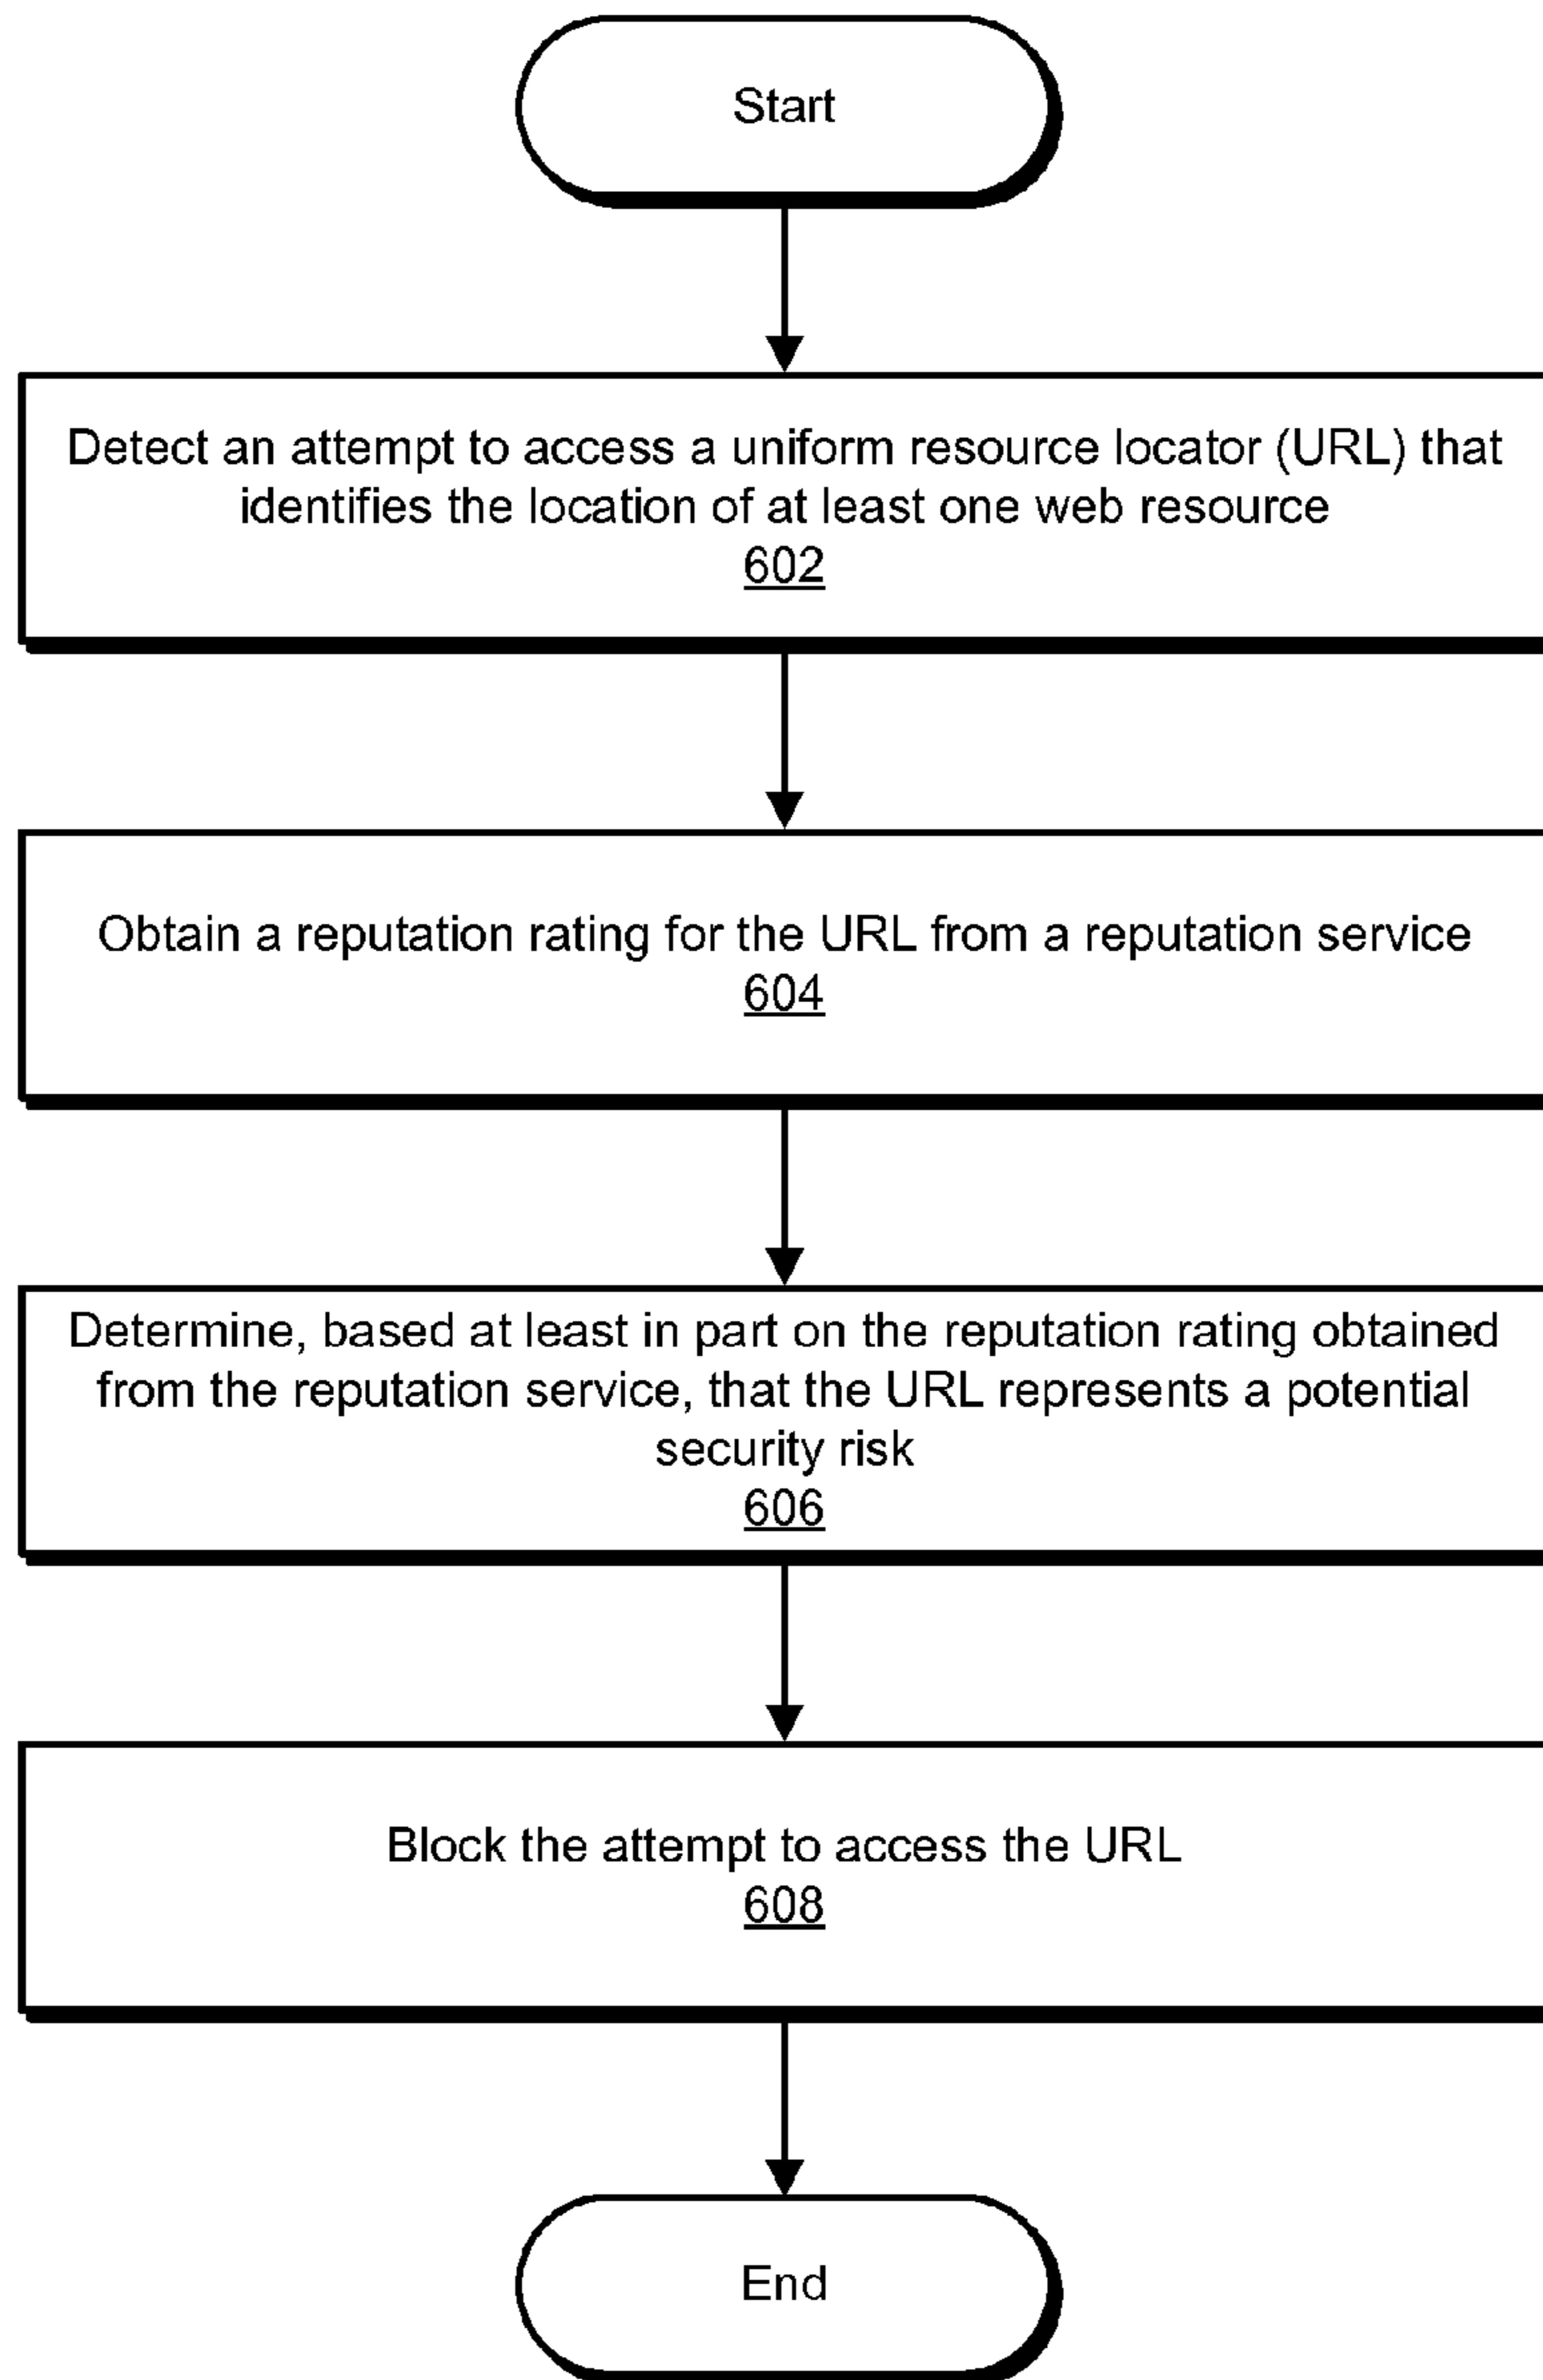 Start
Detect an attempt to access a uniform resource locator (URL) that
identifies the location of at least one web resource
602
Obtain a reputation rating for the URL from a reputation service
604
Determine, based at least in part on the reputation rating obtained
from the reputation service, that the URL represents a potential
security risk
606
Block the attempt to access the URL
608
End